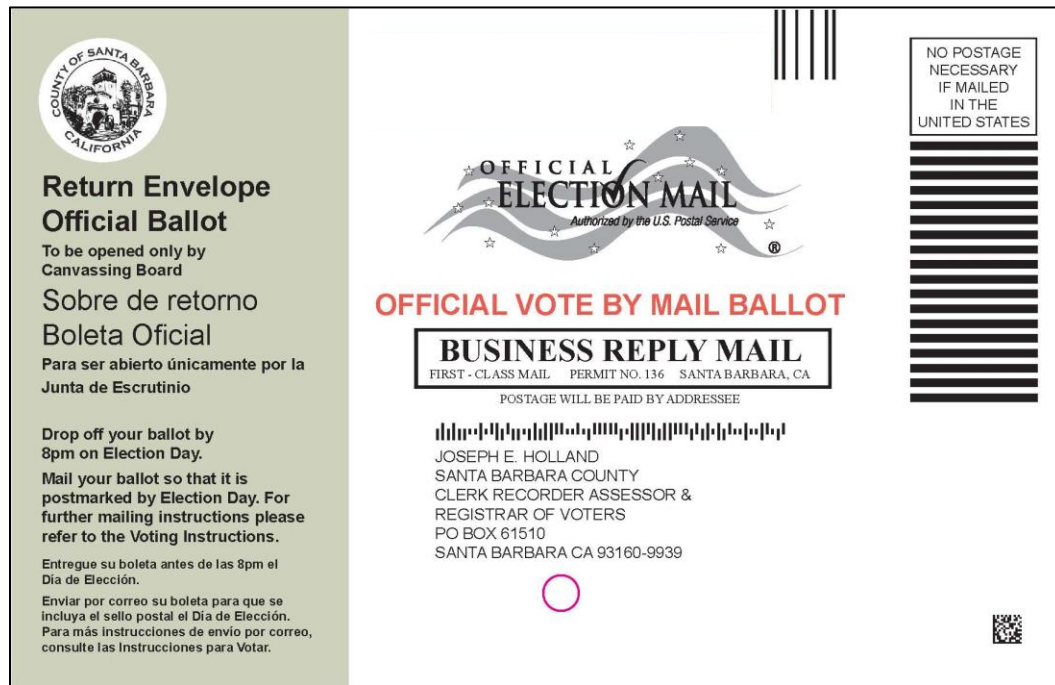 COUNTY OF SANTA BARBARA
CALIFORNIA
Return Envelope
Official Ballot
To be opened only by
Canvassing Board
Sobre de retorno
Boleta Oficial
Para ser abierto únicamente por la
Junta de Escrutinio
Drop off your ballot by
8pm on Election Day.
Mail your ballot so that it is
postmarked by Election Day. For
further mailing instructions please
refer to the Voting Instructions.
Entregue su boleta antes de las 8pm el
Día de Elección.
Enviar por correo su boleta para que se
incluya el sello postal el Día de Elección.
Para más instrucciones de envío por correo,
consulte las Instrucciones para Votar.
OFFICIAL
ELECTION MAIL
Authorized by the U.S. Postal Service
®
OFFICIAL VOTE BY MAIL BALLOT
BUSINESS REPLY MAIL
FIRST - CLASS MAIL PERMIT NO. 136 SANTA BARBARA, CA
POSTAGE WILL BE PAID BY ADDRESSEE
JOSEPH E. HOLLAND
SANTA BARBARA COUNTY
CLERK RECORDER ASSESSOR &
REGISTRAR OF VOTERS
PO BOX 61510
SANTA BARBARA CA 93160-9939
NO POSTAGE
NECESSARY
IF MAILED
IN THE
UNITED STATES